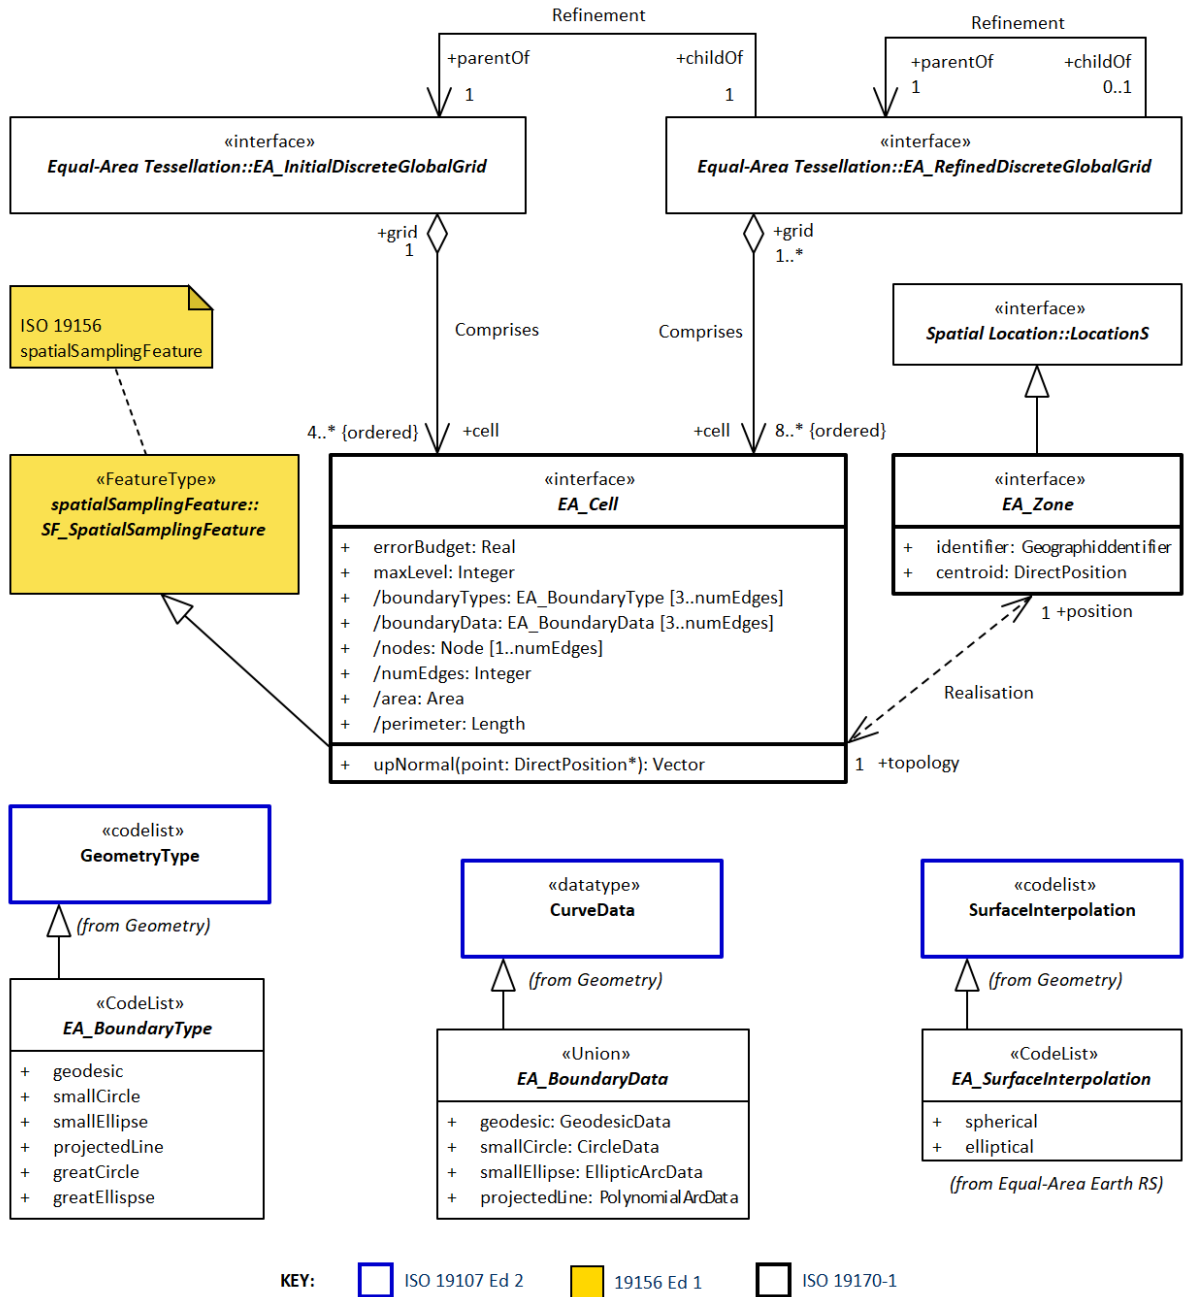 Refinement
Refinement
+parentOf
+childOf
1
1
+parentOf
+childOf
1
0..1
«interface»
Equal-Area Tessellation::EA_InitialDiscreteGlobalGrid
«interface»
Equal-Area Tessellation::EA_RefinedDiscreteGlobalGrid
+grid
1
+grid
1..*
ISO 19156
spatialSamplingFeature
Comprises
Comprises
«interface»
Spatial Location::LocationS
4..* {ordered}
+cell
+cell
8..* {ordered}
«FeatureType»
spatialSamplingFeature::
SF_SpatialSamplingFeature
«interface»
EA_Cell
+ errorBudget: Real
+ maxLevel: Integer
+ /boundaryTypes: EA_BoundaryType [3..numEdges]
+ /boundaryData: EA_BoundaryData [3..numEdges]
+ /nodes: Node [1..numEdges]
+ /numEdges: Integer
+ /area: Area
+ /perimeter: Length
+ upNormal(point: DirectPosition*): Vector
«interface»
EA_Zone
+ identifier: Geographiddentifier
+ centroid: DirectPosition
1 +position
Realisation
1 +topology
«codelist»
GeometryType
(from Geometry)
«CodeList»
EA_BoundaryType
+ geodesic
+ smallCircle
+ smallEllipse
+ projectedLine
+ greatCircle
+ greatEllispse
«datatype»
CurveData
(from Geometry)
«Union»
EA_BoundaryData
+ geodesic: GeodesicData
+ smallCircle: CircleData
+ smallEllipse: EllipticArcData
+ projectedLine: PolynomialArcData
«codelist»
SurfaceInterpolation
(from Geometry)
«CodeList»
EA_SurfaceInterpolation
+ spherical
+ elliptical
(from Equal-Area Earth RS)
KEY: ISO 19107 Ed 2 19156 Ed 1 ISO 19170-1